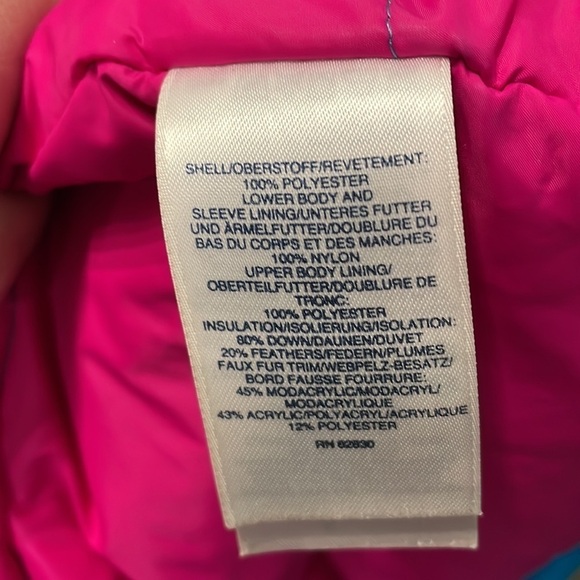 SHELL/OBERSTOFF/REVETEMENT:
100% POLYESTER
LOWER BODY AND
SLEEVE LINING/UNTERES FUTTER
UND ÄRMELFUTTER/DOUBLURE DU
BAS DU CORPS ET DES MANCHES:
100% NYLON
UPPER BODY LINING/
OBERTEILFUTTER/DOUBLURE DE
TRONC:
100% POLYESTER
INSULATION/ISOLIERUNG/ISOLATION:
80% DOWN/DAUNEN/DUVET
20% FEATHERS/FEDERN/PLUMES
FAUX FUR TRIM/WEBPELZ-BESATZ/
BORD FAUSSE FOURRURE:
45% MODACRYLIC/MODACRYL/
MODACRYLIQUE
43% ACRYLIC/POLYACRYL/ACRYLIQUE
12% POLYESTER
RN 62830